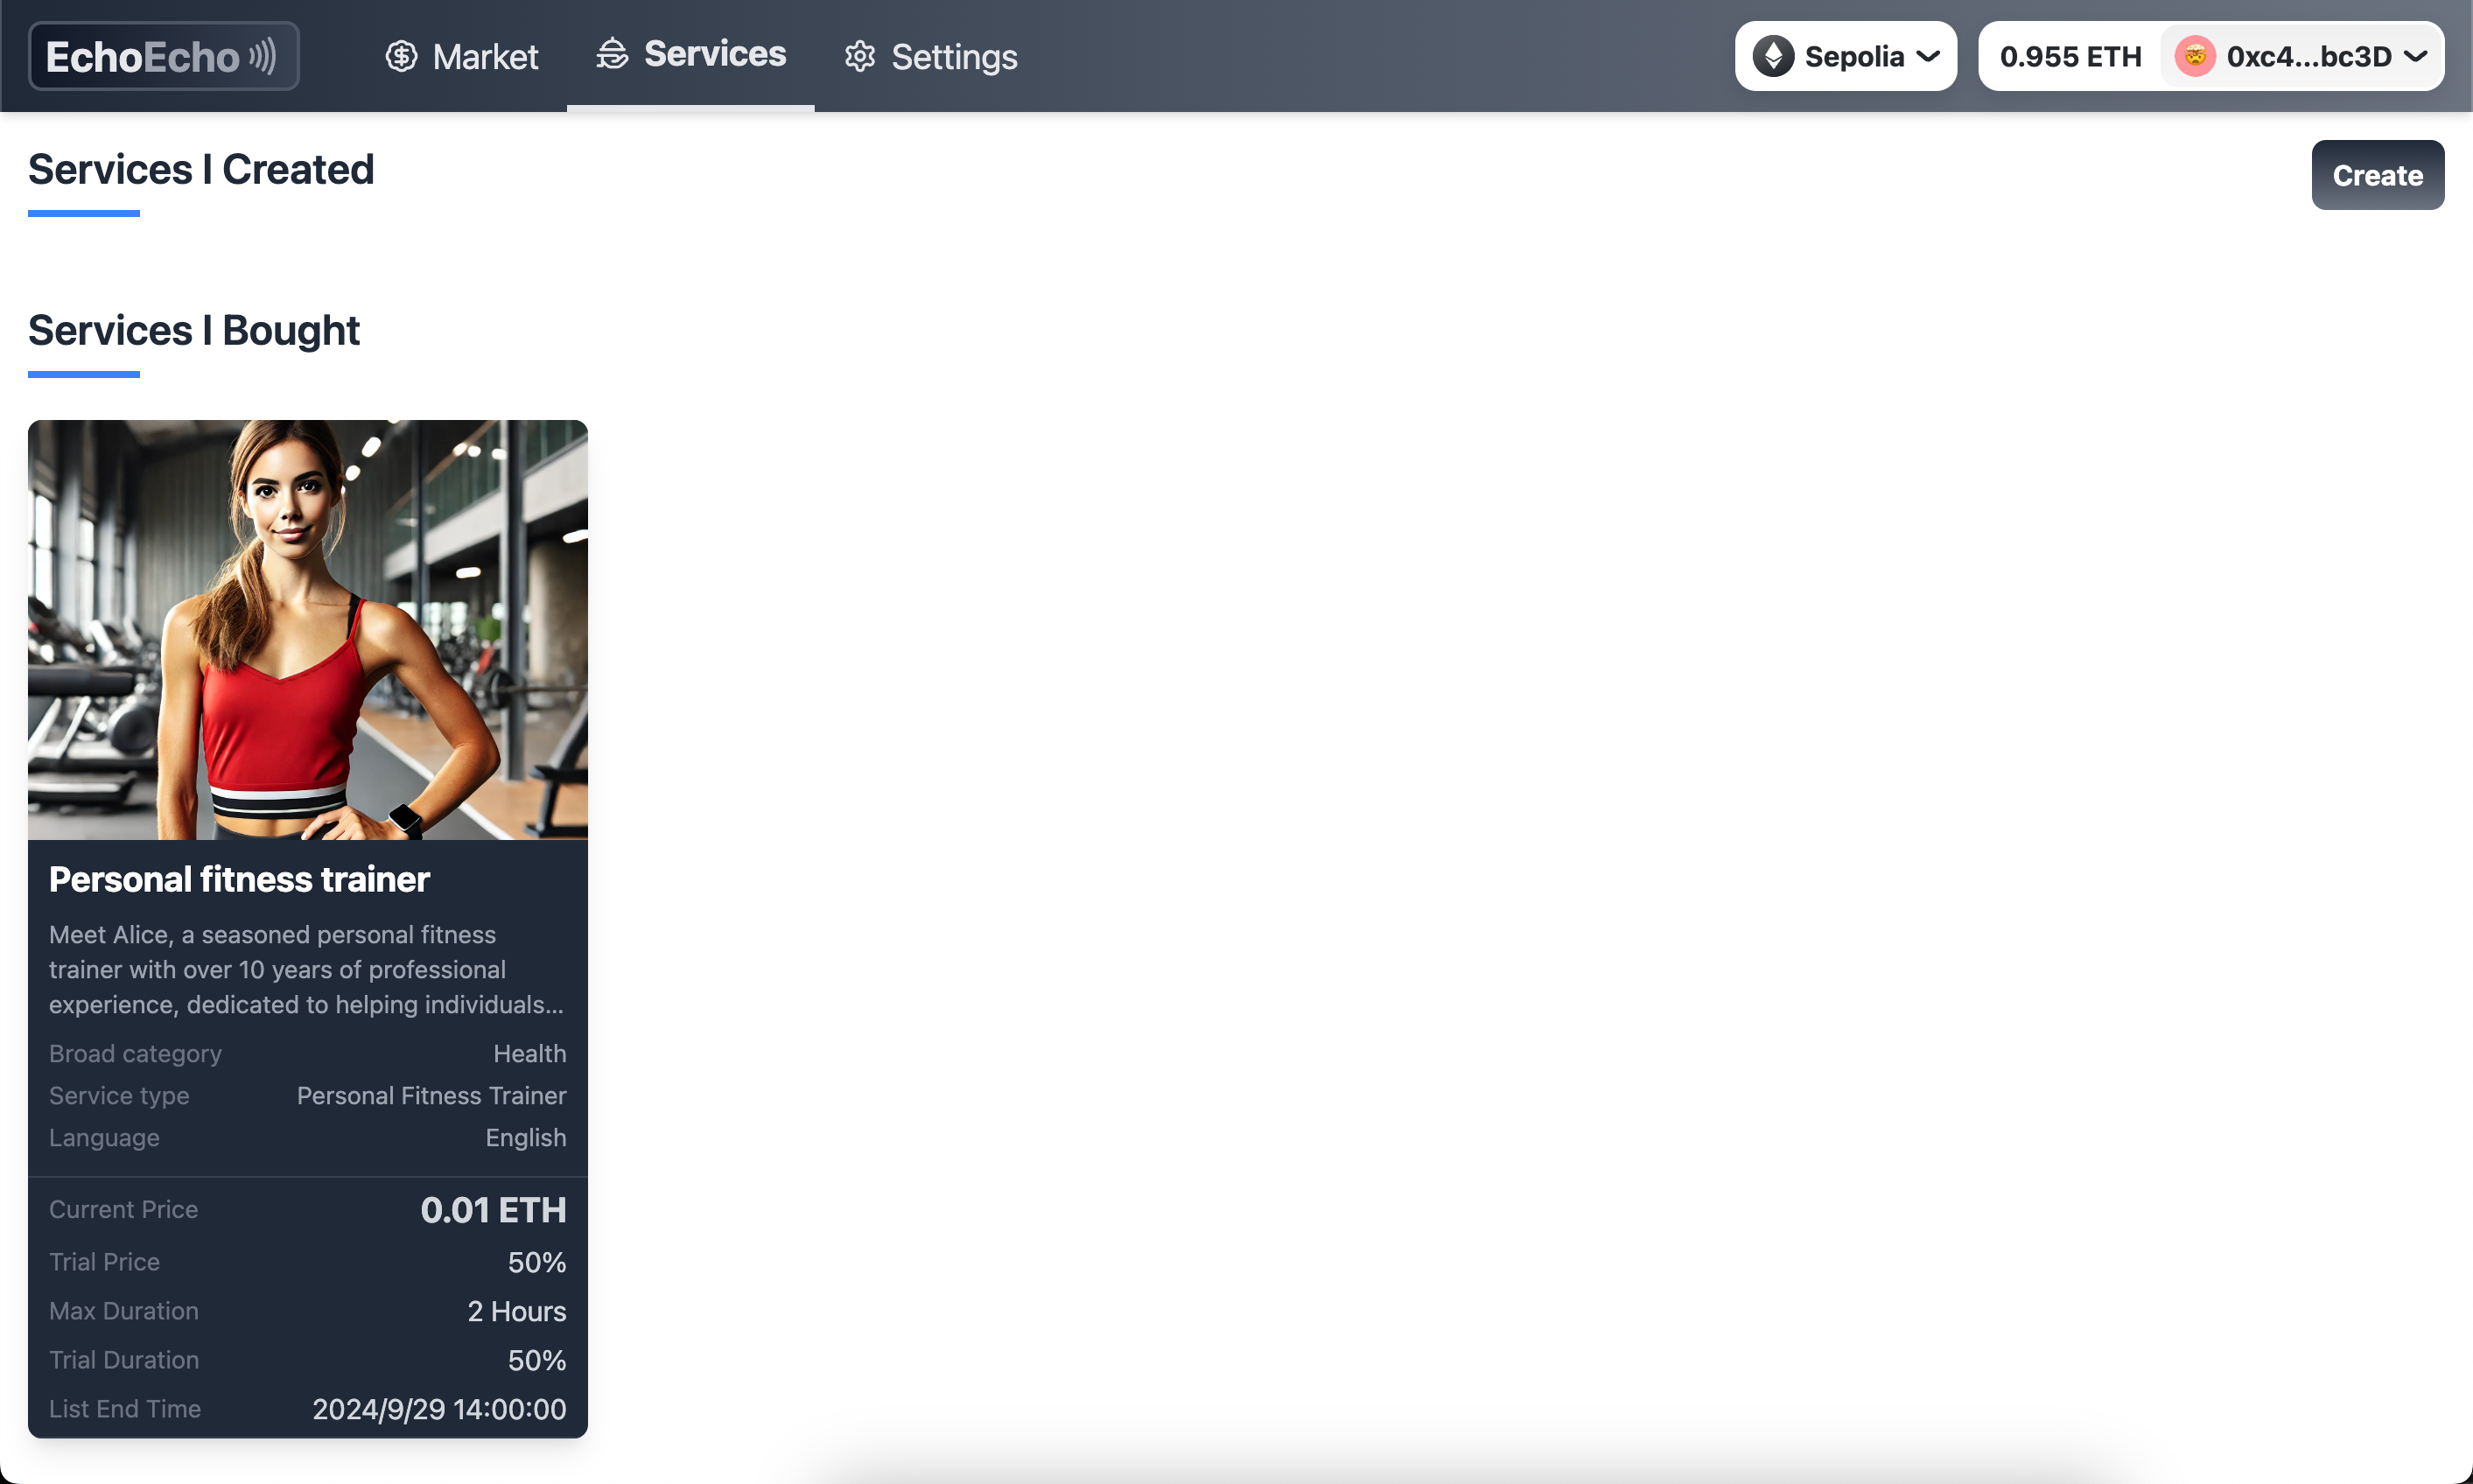 EchoEcho
Market
Services
Settings
Sepolia
0.955 ETH
0xc4...bc3D
Services I Created
Create
Services I Bought
Personal fitness trainer
Meet Alice, a seasoned personal fitness
trainer with over 10 years of professional
experience, dedicated to helping individuals...
Broad category Health
Service type Personal Fitness Trainer
Language English
Current Price 0.01 ETH
Trial Price 50%
Max Duration 2 Hours
Trial Duration 50%
List End Time 2024/9/29 14:00:00